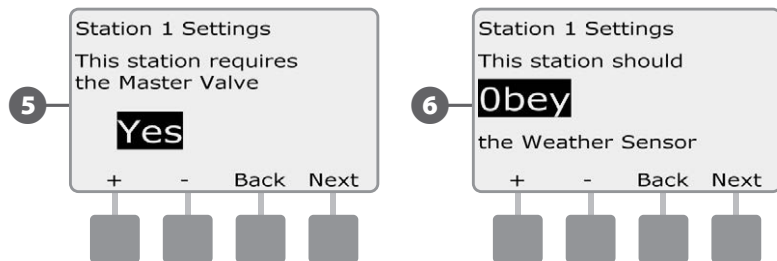 5
Station 1 Settings
This station requires
the Master Valve
Yes
+ - Back Next
6
Station 1 Settings
This station should
0bey
the Weather Sensor
+ - Back Next